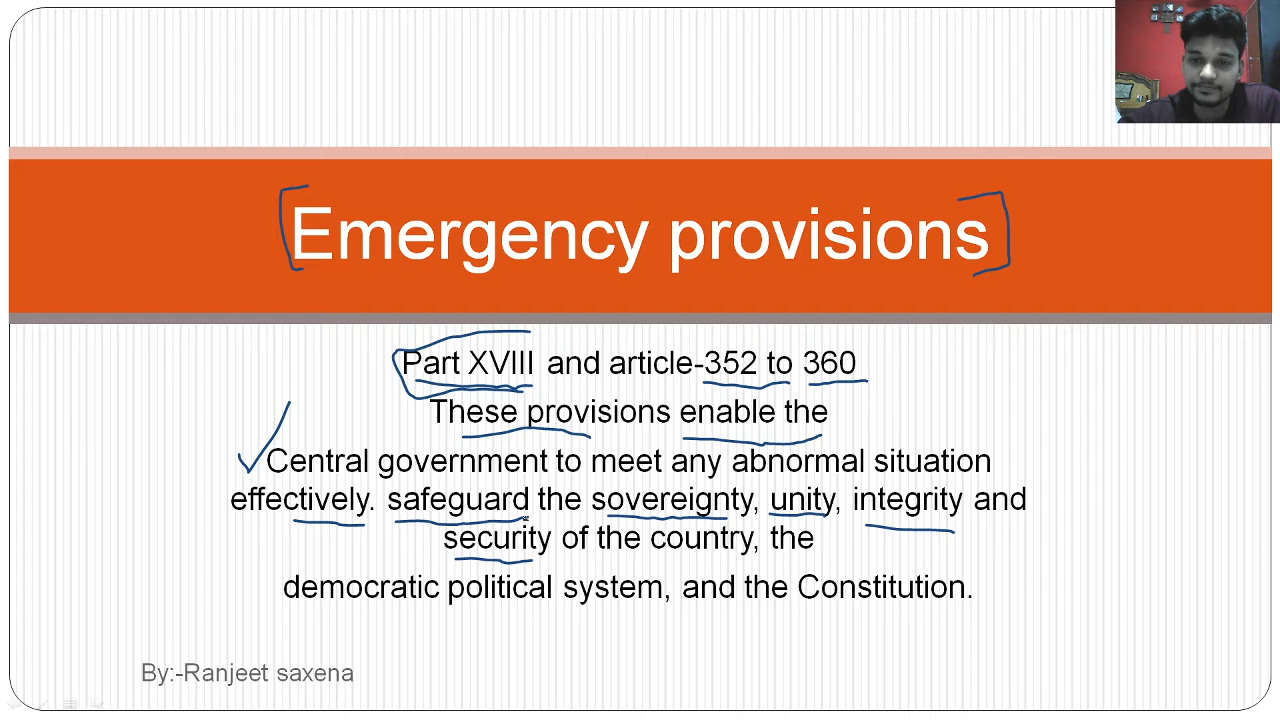 Emergency provisions
Part XVIII and article-352 to 360
These provisions enable the
Central government to meet any abnormal situation
effectively. safeguard the sovereignty, unity, integrity and
security of the country, the
democratic political system, and the Constitution.
By:-Ranjeet saxena